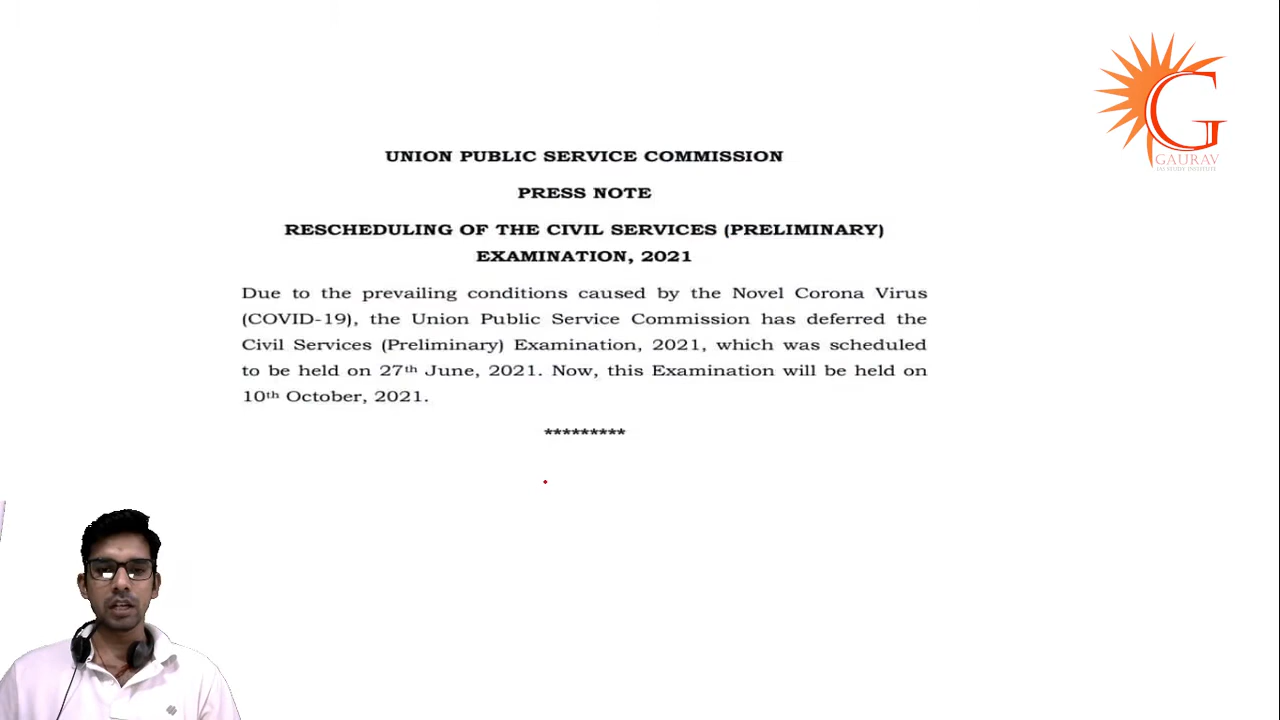 UNION PUBLIC SERVICE COMMISSION
PRESS NOTE
RESCHEDULING OF THE CIVIL SERVICES (PRELIMINARY)
EXAMINATION, 2021
Due to the prevailing conditions caused by the Novel Corona Virus
(COVID-19), the Union Public Service Commission has deferred the
Civil Services (Preliminary) Examination, 2021, which was scheduled
to be held on 27th June, 2021. Now, this Examination will be held on
10th October, 2021.
*********
G
GAURAV
IAS STUDY INSTITUTE